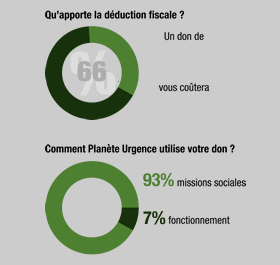 Qu'apporte la déduction fiscale ?
Un don de
66 %
vous coûtera
Comment Planète Urgence utilise votre don ?
93% missions sociales
7% fonctionnement